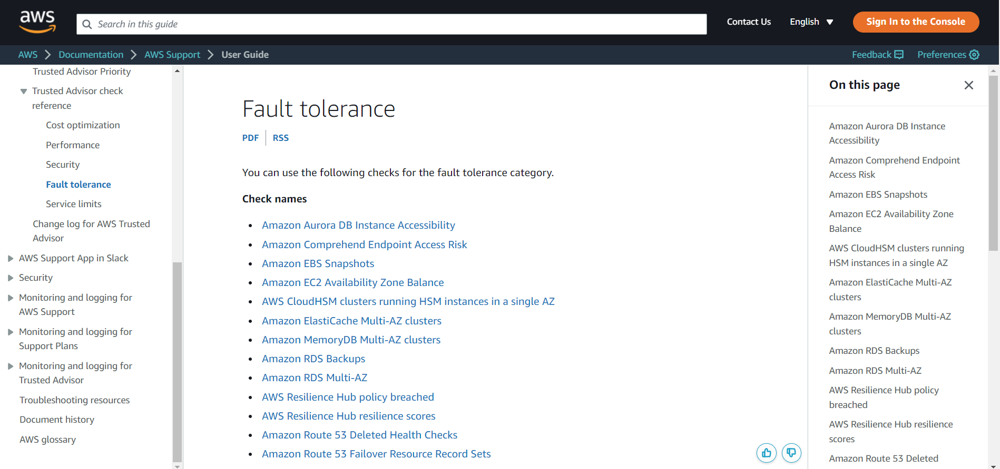 aws
Search in this guide
Contact Us
English
Sign In to the Console
AWS
Documentation
AWS Support
User Guide
Feedback
Preferences
Trusted Advisor Priority
Trusted Advisor check
reference
Cost optimization
Performance
Security
Fault tolerance
Service limits
Change log for AWS Trusted
Advisor
AWS Support App in Slack
Security
Monitoring and logging for
AWS Support
Monitoring and logging for
Support Plans
Monitoring and logging for
Trusted Advisor
Troubleshooting resources
Document history
AWS glossary
Fault tolerance
PDF
RSS
You can use the following checks for the fault tolerance category.
Check names
Amazon Aurora DB Instance Accessibility
Amazon Comprehend Endpoint Access Risk
Amazon EBS Snapshots
Amazon EC2 Availability Zone Balance
AWS CloudHSM clusters running HSM instances in a single AZ
Amazon ElastiCache Multi-AZ clusters
Amazon MemoryDB Multi-AZ clusters
Amazon RDS Backups
Amazon RDS Multi-AZ
AWS Resilience Hub policy breached
AWS Resilience Hub resilience scores
Amazon Route 53 Deleted Health Checks
Amazon Route 53 Failover Resource Record Sets
On this page
Amazon Aurora DB Instance
Accessibility
Amazon Comprehend Endpoint
Access Risk
Amazon EBS Snapshots
Amazon EC2 Availability Zone
Balance
AWS CloudHSM clusters running
HSM instances in a single AZ
Amazon ElastiCache Multi-AZ
clusters
Amazon MemoryDB Multi-AZ
clusters
Amazon RDS Backups
Amazon RDS Multi-AZ
AWS Resilience Hub policy
breached
AWS Resilience Hub resilience
scores
Amazon Route 53 Deleted